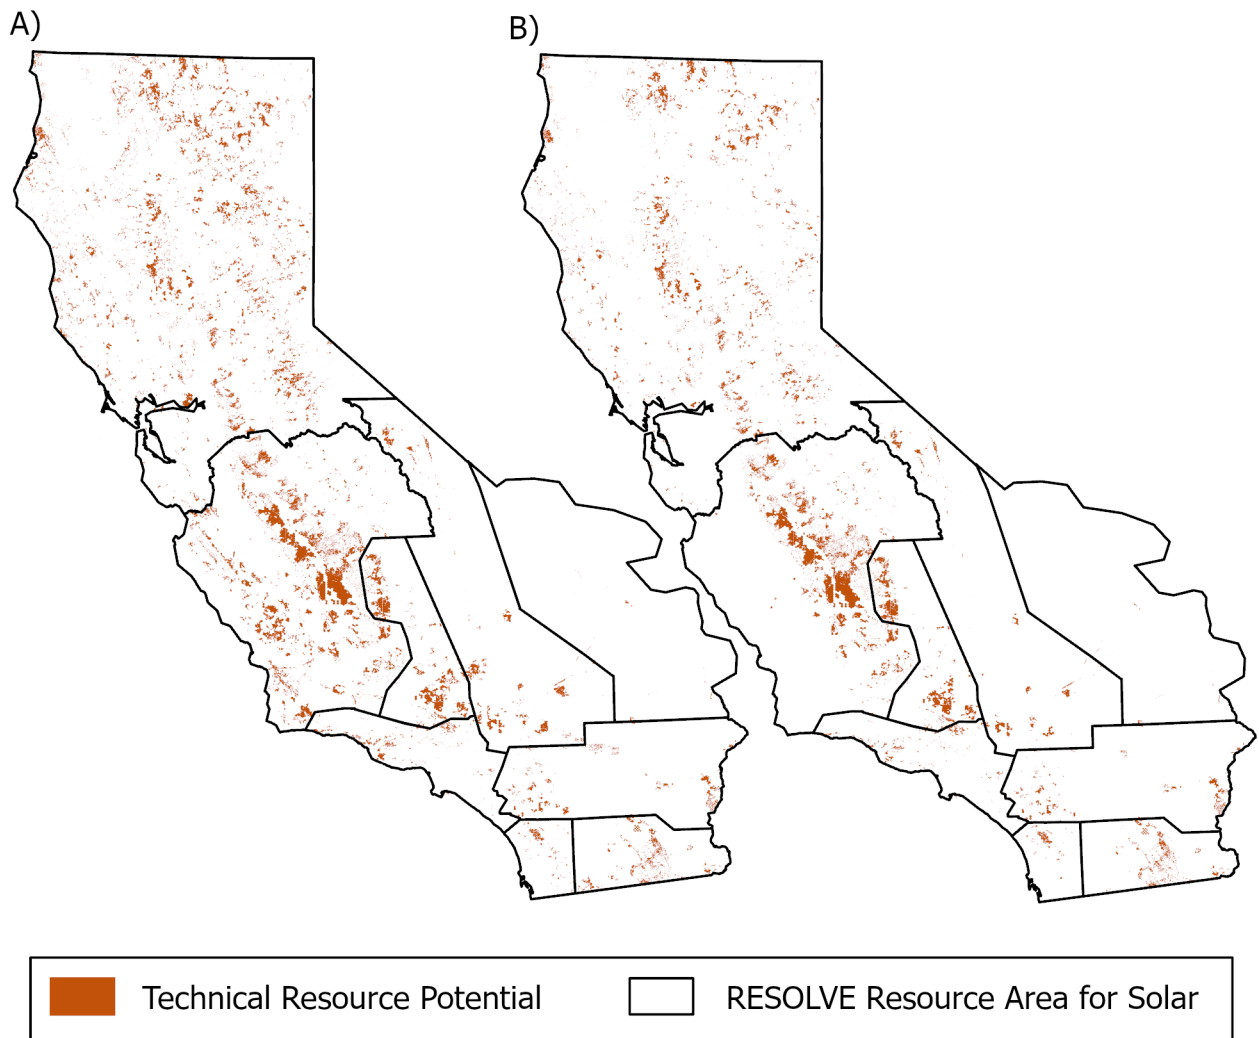 A)
B)
Technical Resource Potential
RESOLVE Resource Area for Solar